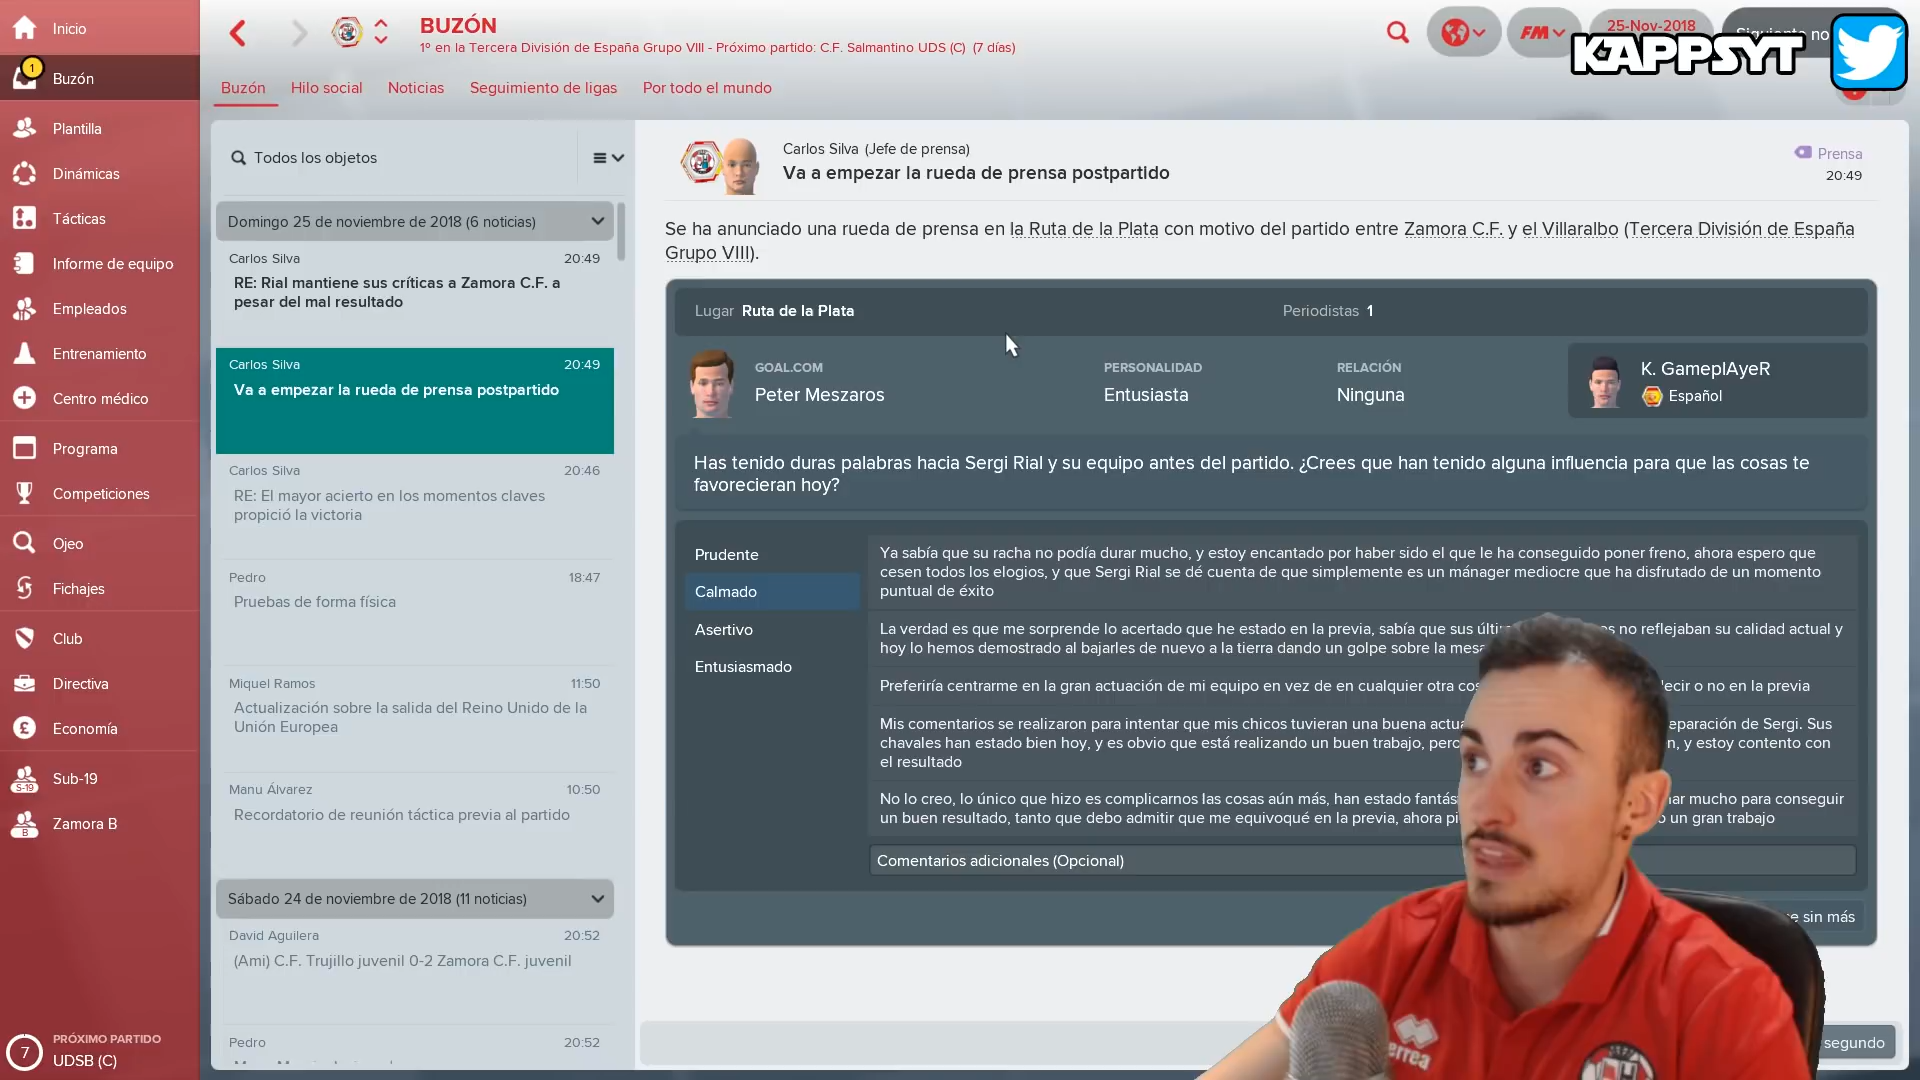 Inicio
1
Buzón
Plantilla
Dinámicas
Tácticas
Informe de equipo
Empleados
Entrenamiento
Centro médico
Programa
Competiciones
Ojeo
Fichajes
Club
Directiva
Economía
S-19
Sub-19
B
Zamora B
7
PRÓXIMO PARTIDO
UDSB (C)
BUZÓN
1º en la Tercera División de España Grupo VIII - Próximo partido: C.F. Salmantino UDS (C) (7 días)
FM
25-Nov-2018
Siguiente no
KAPPSYT
Buzón
Hilo social
Noticias
Seguimiento de ligas
Por todo el mundo
Todos los objetos
Domingo 25 de noviembre de 2018 (6 noticias)
Carlos Silva 20:49
RE: Rial mantiene sus críticas a Zamora C.F. a
pesar del mal resultado
Carlos Silva 20:49
Va a empezar la rueda de prensa postpartido
Carlos Silva 20:46
RE: El mayor acierto en los momentos claves
propició la victoria
Pedro 18:47
Pruebas de forma física
Miquel Ramos 11:50
Actualización sobre la salida del Reino Unido de la
Unión Europea
Manu Álvarez 10:50
Recordatorio de reunión táctica previa al partido
Sábado 24 de noviembre de 2018 (11 noticias)
David Aguilera 20:52
(Ami) C.F. Trujillo juvenil 0-2 Zamora C.F. juvenil
Pedro 20:52
Carlos Silva (Jefe de prensa)
Va a empezar la rueda de prensa postpartido
Prensa
20:49
Se ha anunciado una rueda de prensa en la Ruta de la Plata con motivo del partido entre Zamora C.F. y el Villaralbo (Tercera División de España
Grupo VIII).
Lugar Ruta de la Plata
Periodistas 1
GOAL.COM
Peter Meszaros
PERSONALIDAD
Entusiasta
RELACIÓN
Ninguna
K. GameplAyeR
Español
Has tenido duras palabras hacia Sergi Rial y su equipo antes del partido. ¿Crees que han tenido alguna influencia para que las cosas te
favorecieran hoy?
Prudente
Calmado
Asertivo
Entusiasmado
Ya sabía que su racha no podía durar mucho, y estoy encantado por haber sido el que le ha conseguido poner freno, ahora espero que
cesen todos los elogios, y que Sergi Rial se dé cuenta de que simplemente es un mánager mediocre que ha disfrutado de un momento
puntual de éxito
La verdad es que me sorprende lo acertado que he estado en la previa, sabía que sus no reflejaban su calidad actual y
hoy lo hemos demostrado al bajarles de nuevo a la tierra dando un golpe sobre la
Preferiría centrarme en la gran actuación de mi equipo en vez de en cualquier otra o no en la previa
Mis comentarios se realizaron para intentar que mis chicos tuvieran una buena de Sergi. Sus
chavales han estado bien hoy, y es obvio que está realizando un buen trabajo, y estoy contento con
el resultado
No lo creo, lo único que hizo es complicarnos las cosas aún más, han estado mucho para conseguir
un buen resultado, tanto que debo admitir que me equivoqué en la previa, ahora un gran trabajo
Comentarios adicionales (Opcional)
sin más
segundo